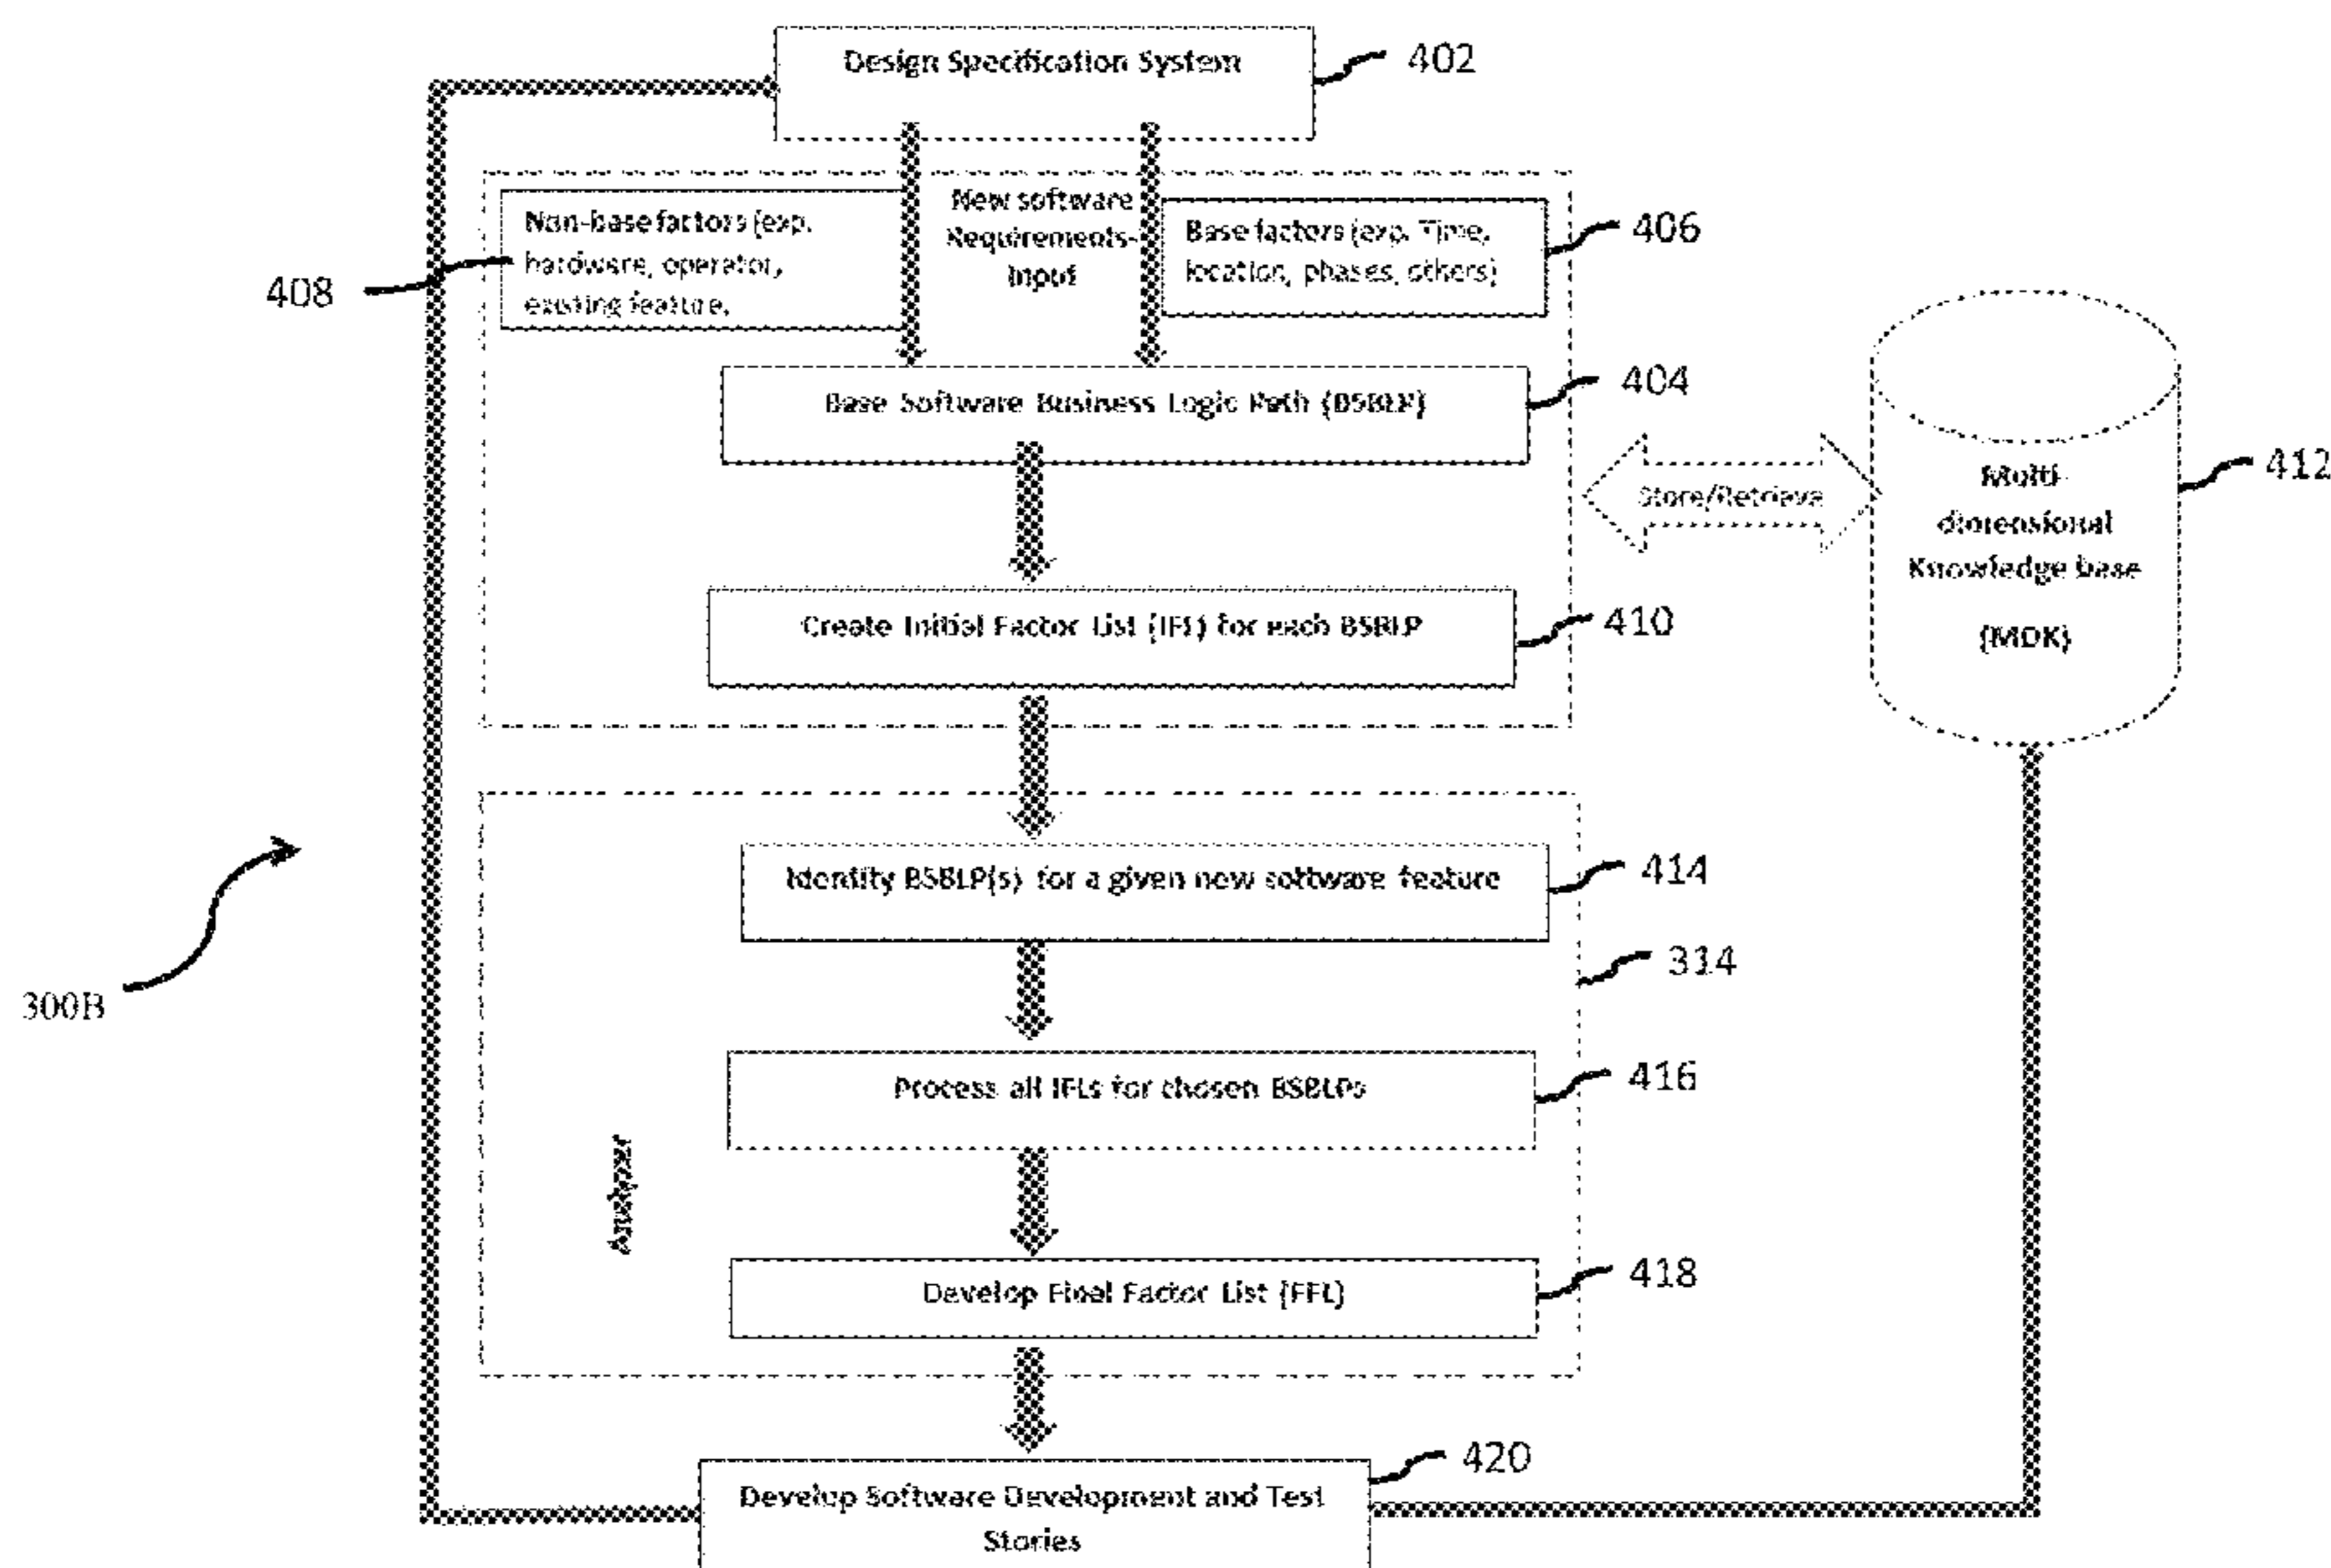 Design Specification System
402
Non-base factors (exp.
hardware, operator,
existing feature,
408
New software
Requirements-
Input
Base factors (exp. Time,
location, phases, others)
406
Base Software Business Logic Path (BSBLP)
404
Store/Retrieve
Multi-
dimensional
Knowledge base
(MDK)
412
Create Initial Factor List (IFL) for each BSBLP
410
Identify BSBLP(s) for a given new software feature
414
314
300B
Process all IFLs for chosen BSBLPs
416
Analyzer
Develop Final Factor List (FFL)
418
Develop Software Development and Test
Stories
420